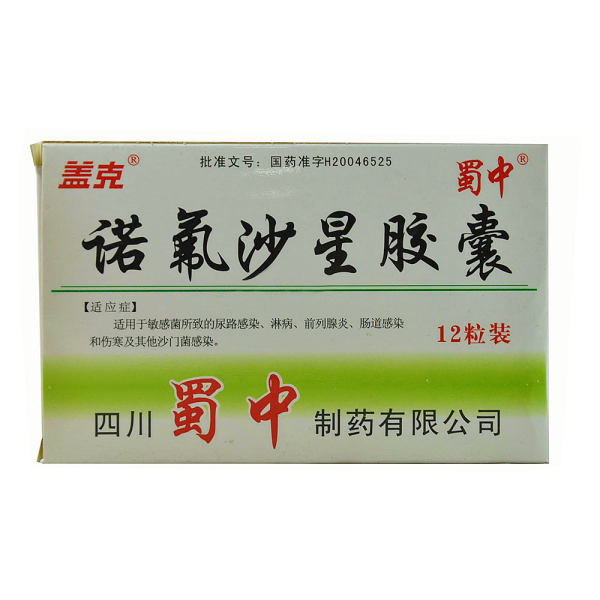 盖克®
批准文号：国药准字H20046525
蜀中®
诺氟沙星胶囊
【适应症】
适用于敏感菌所致的尿路感染、淋病、前列腺炎、肠道感染
和伤寒及其他沙门菌感染。
12粒装
四川蜀中制药有限公司